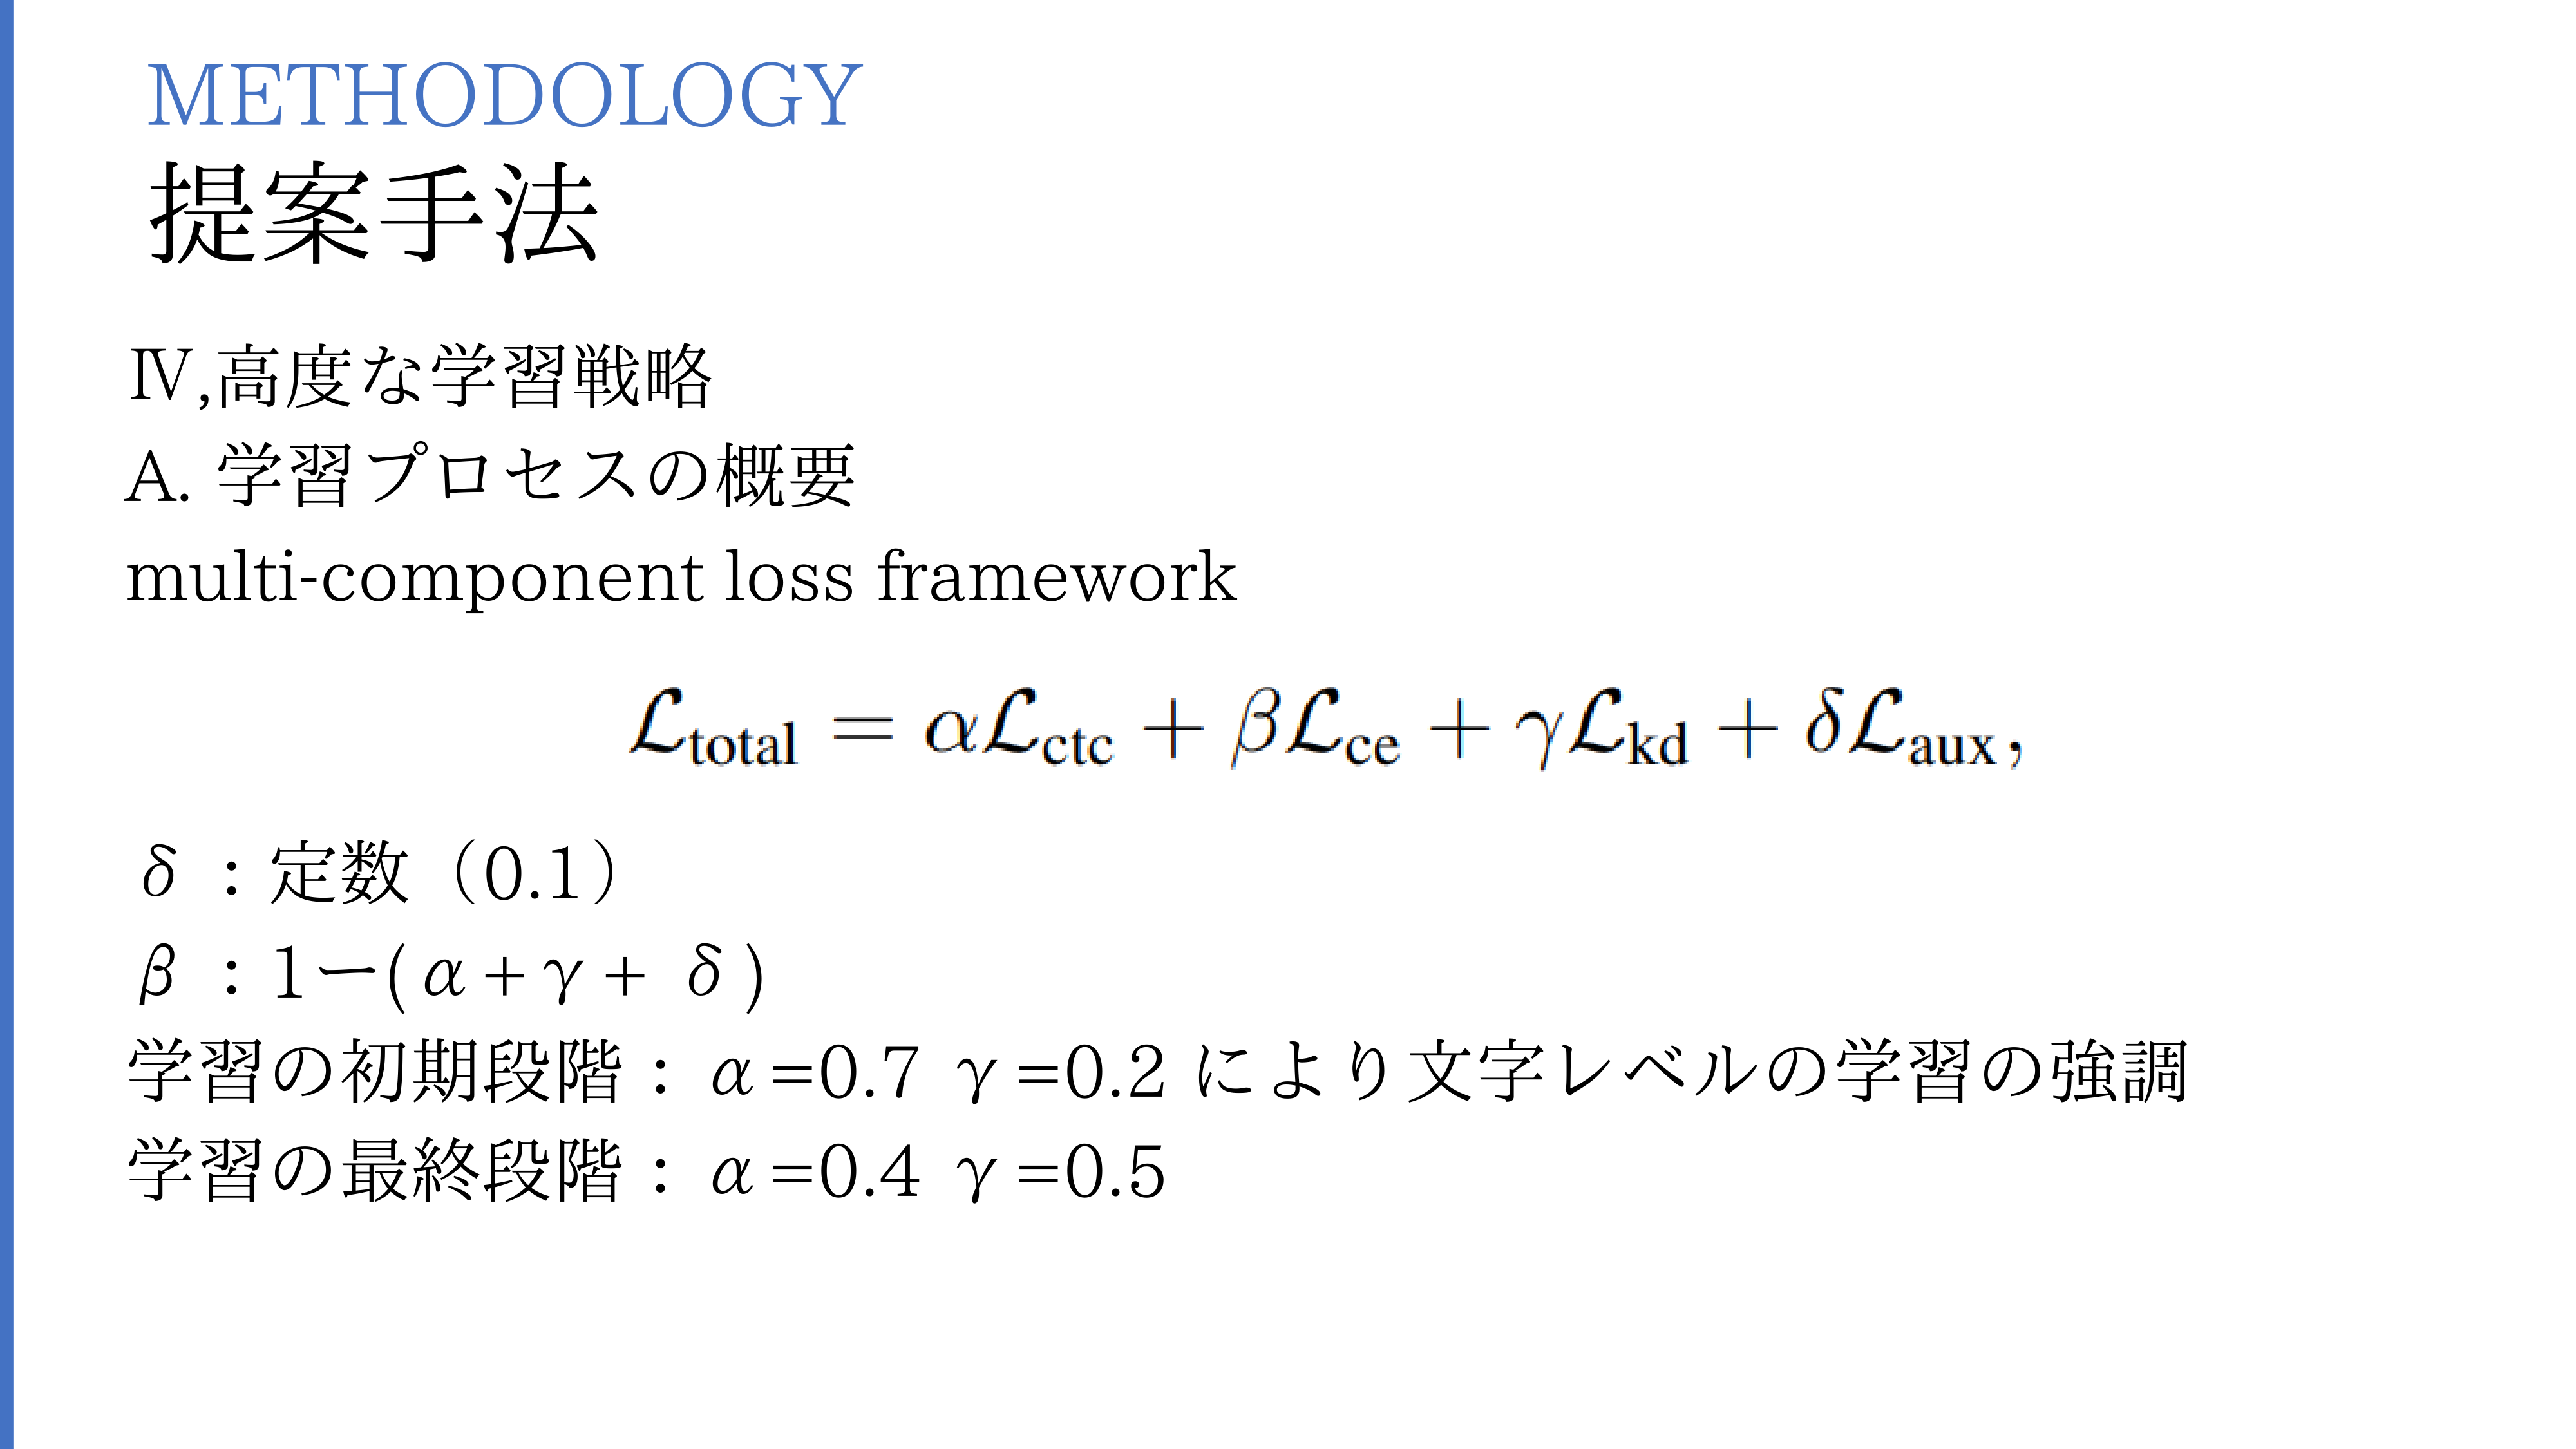 METHODOLOGY
提案手法
Ⅳ,高度な学習戦略
A. 学習プロセスの概要
multi-component loss framework
ℒtotal = αℒctc + βℒce + γℒkd + δℒaux,
δ ：定数（0.1）
β ：1ー(α+γ+ δ)
学習の初期段階：α=0.7 γ=0.2 により文字レベルの学習の強調
学習の最終段階：α=0.4 γ=0.5